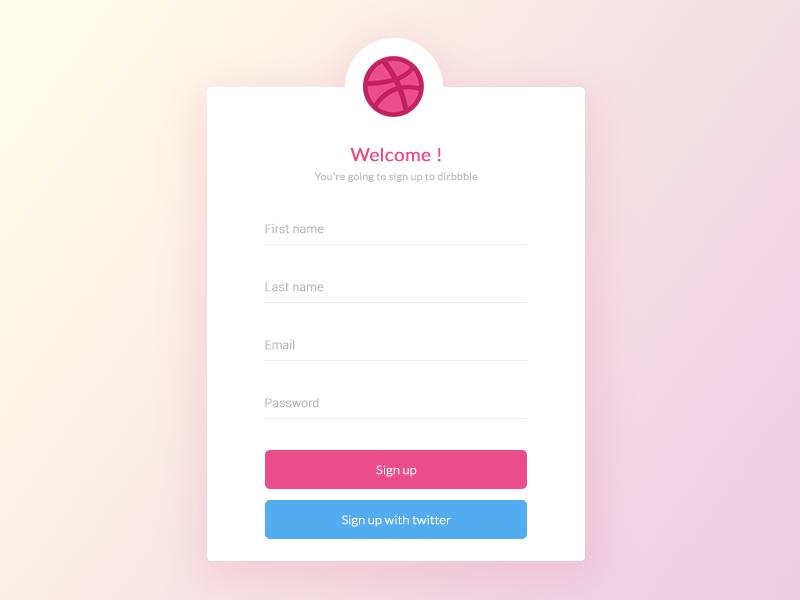 Welcome !
You're going to sign up to dirbbble
First name
Last name
Email
Password
Sign up
Sign up with twitter